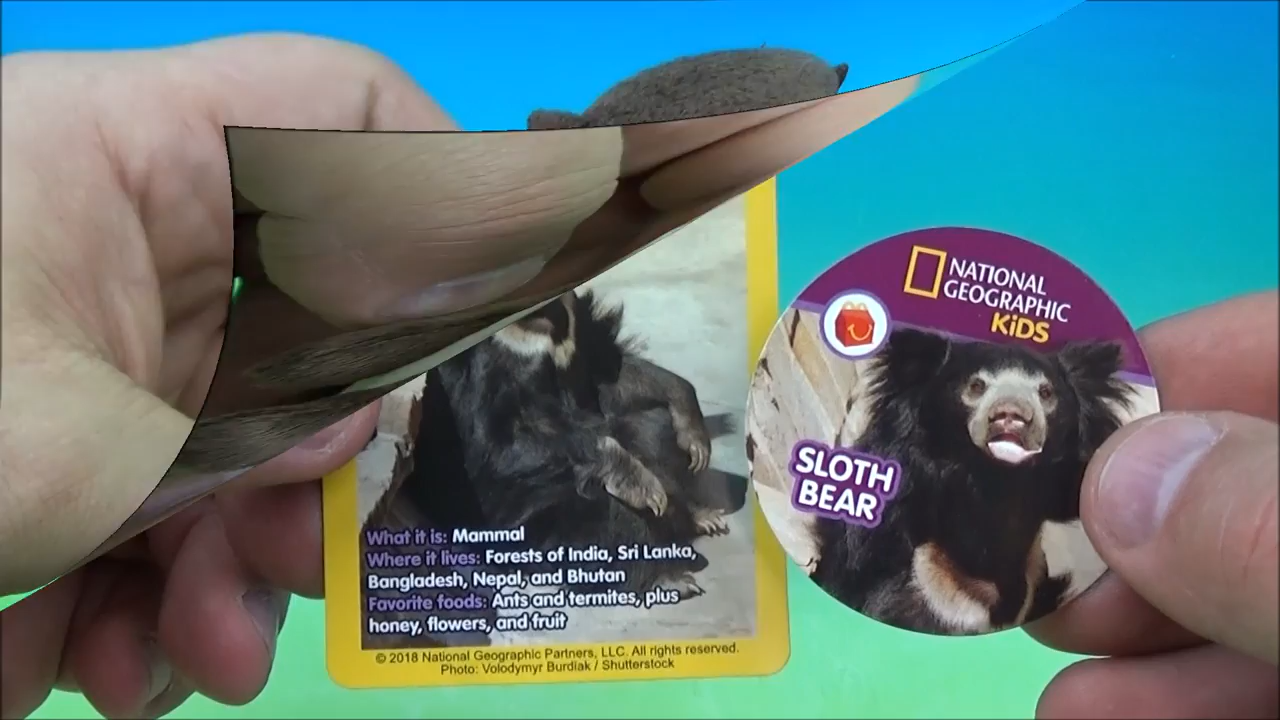 NATIONAL
GEOGRAPHIC
KiDS
SLOTH
BEAR
What it is: Mammal
Where it lives: Forests of India, Sri Lanka,
Bangladesh, Nepal, and Bhutan
Favorite foods: Ants and termites, plus
honey, flowers, and fruit
© 2018 National Geographic Partners, LLC. All rights reserved.
Photo: Volodymyr Burdiak / Shutterstock